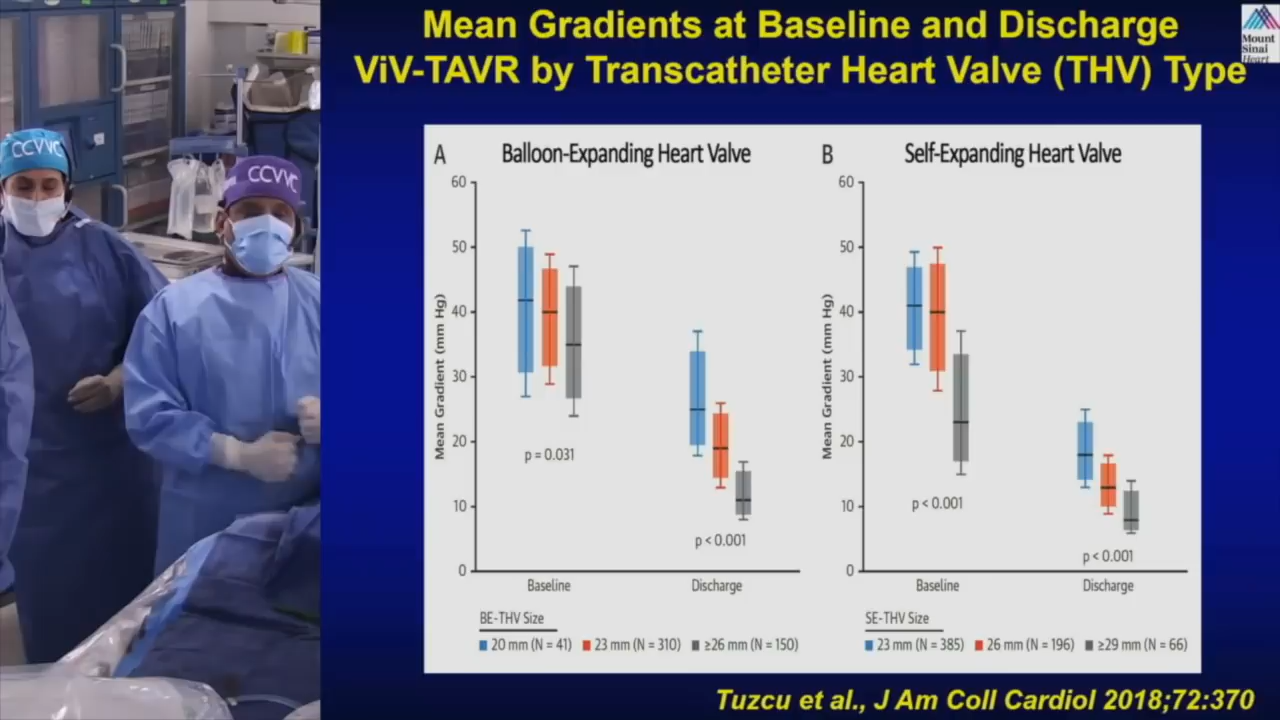 Mean Gradients at Baseline and Discharge
ViV-TAVR by Transcatheter Heart Valve (THV) Type
Mount
Sinai
Heart
CCVVC
CCVVC
A
Balloon-Expanding Heart Valve
60
50
40
30
20
10
0
Mean Gradient (mm Hg)
p = 0.031
p < 0.001
Baseline
Discharge
BE-THV Size
20 mm (N = 41)
23 mm (N = 310)
≥26 mm (N = 150)
B
Self-Expanding Heart Valve
60
50
40
30
20
10
0
Mean Gradient (mm Hg)
p < 0.001
p < 0.001
Baseline
Discharge
SE-THV Size
23 mm (N = 385)
26 mm (N = 196)
≥29 mm (N = 66)
Tuzcu et al., J Am Coll Cardiol 2018;72:370